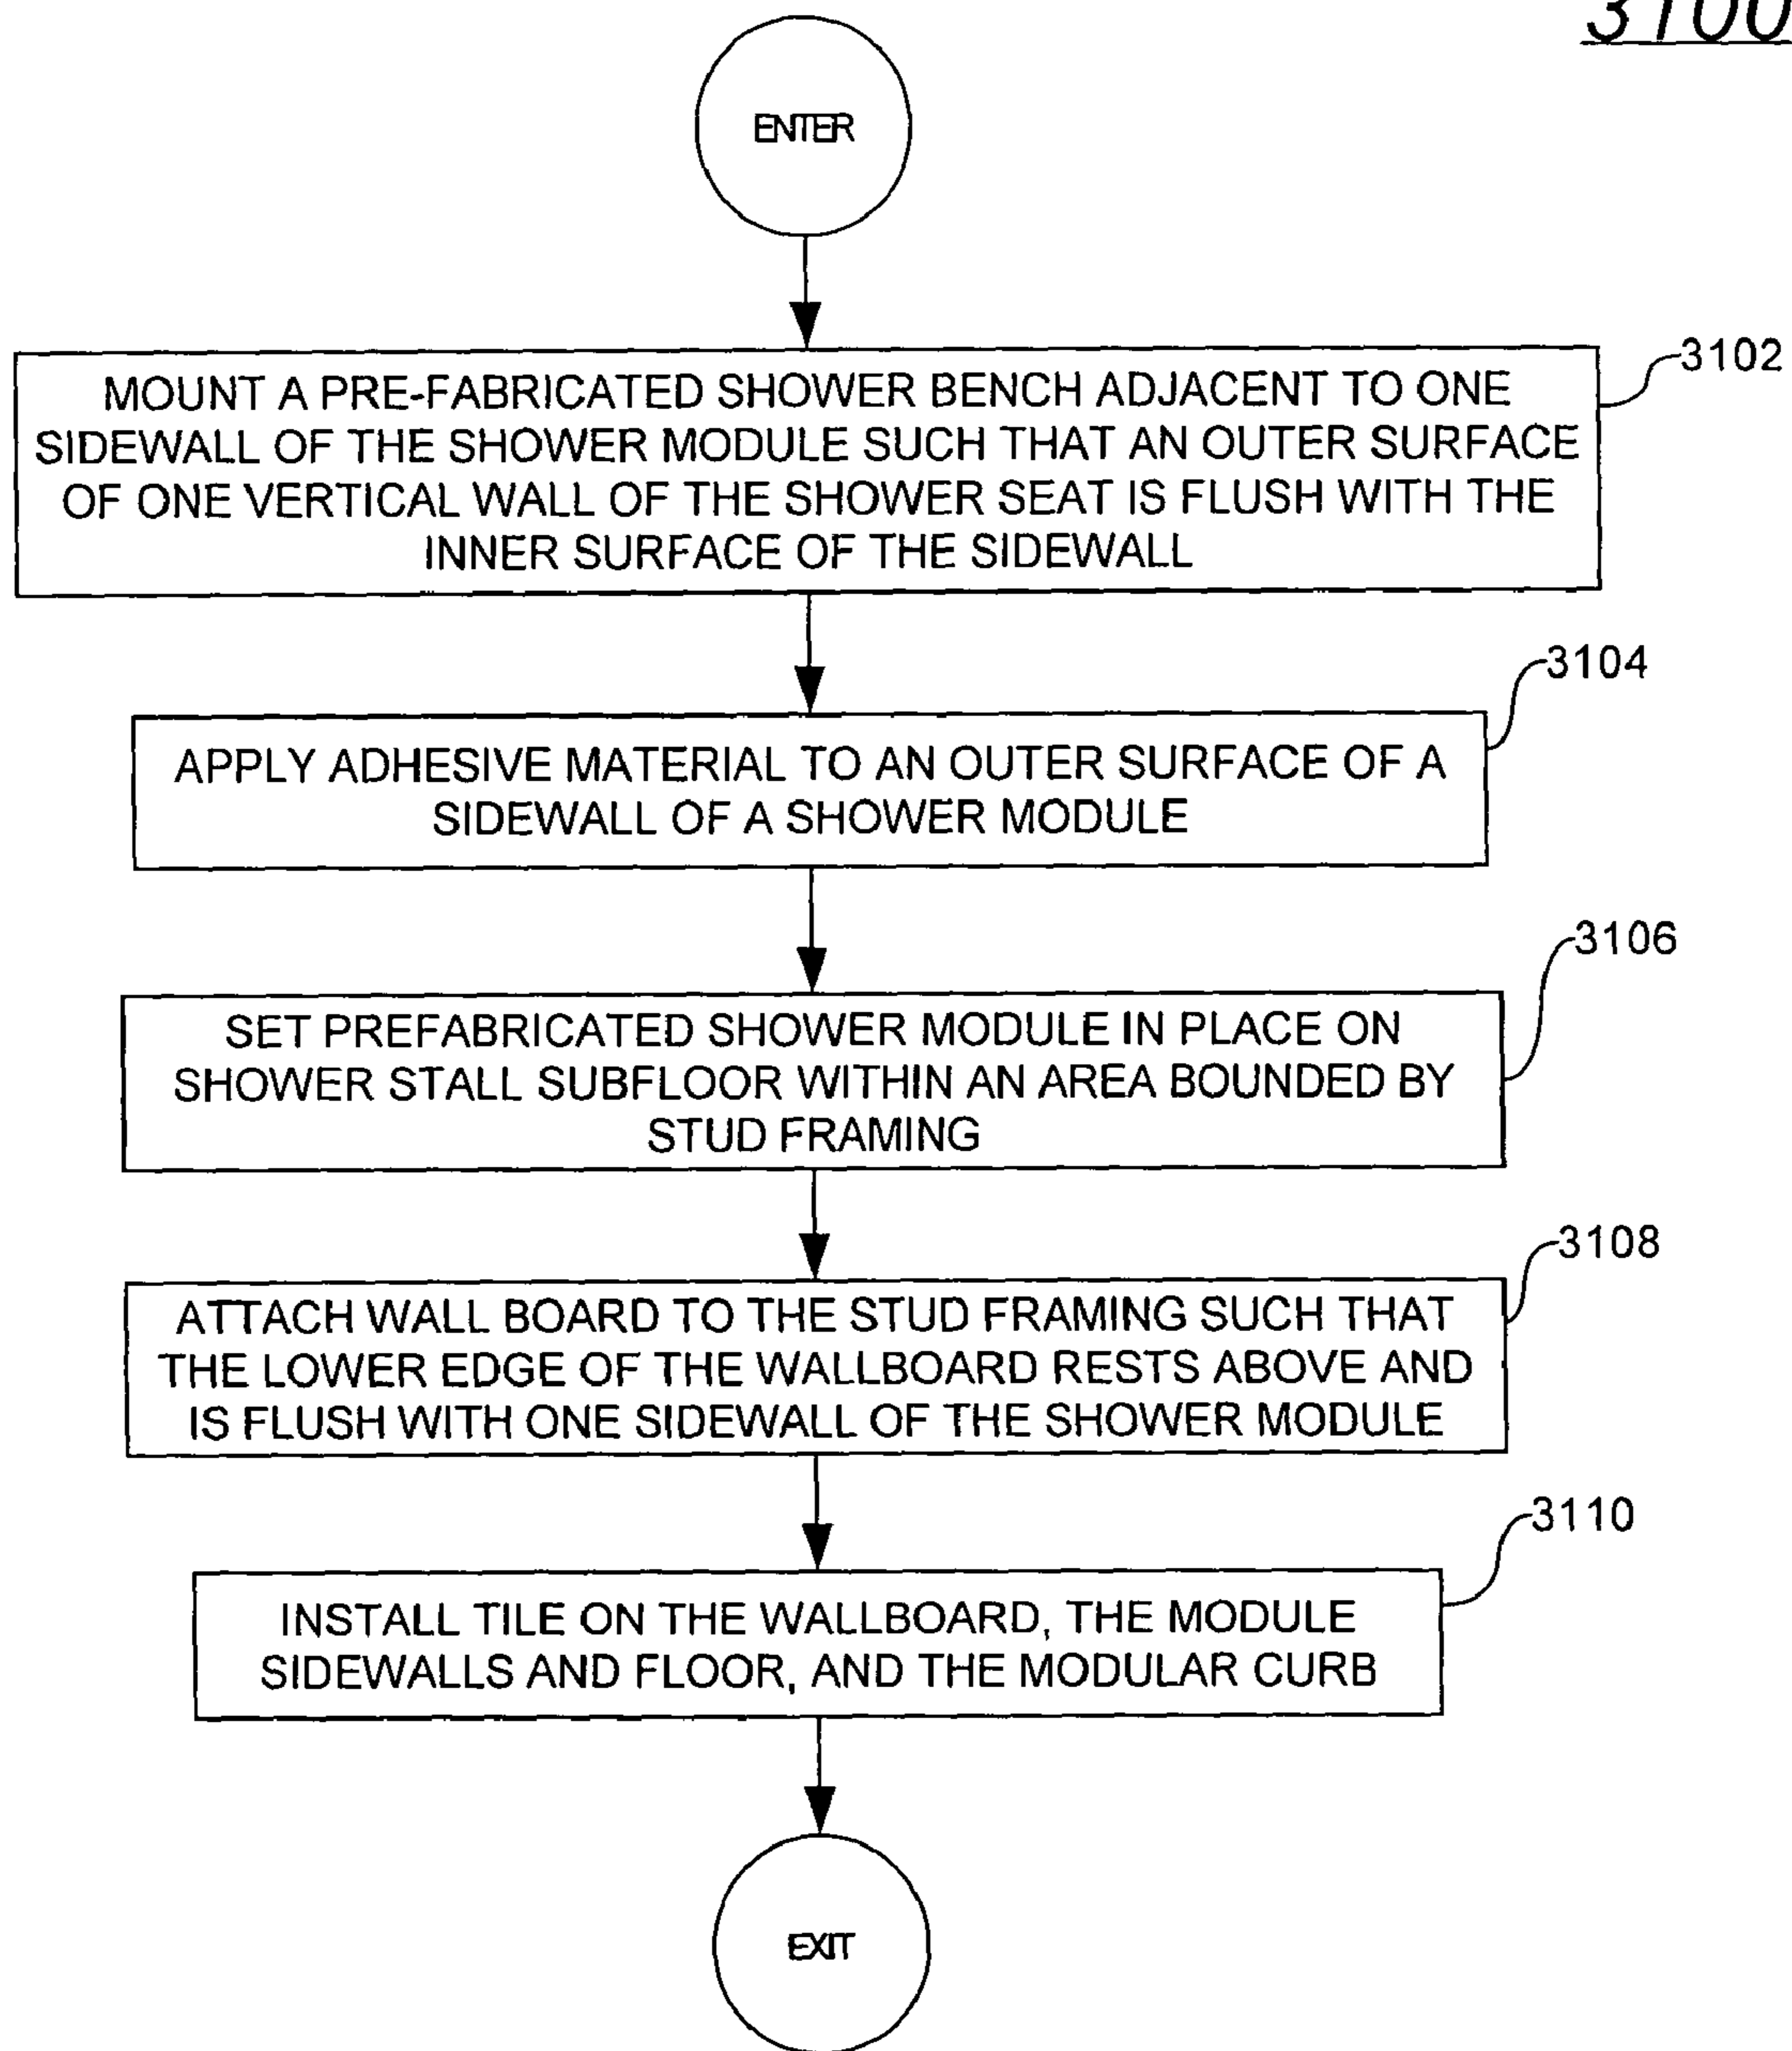 3100
ENTER
MOUNT A PRE-FABRICATED SHOWER BENCH ADJACENT TO ONE
SIDEWALL OF THE SHOWER MODULE SUCH THAT AN OUTER SURFACE
OF ONE VERTICAL WALL OF THE SHOWER SEAT IS FLUSH WITH THE
INNER SURFACE OF THE SIDEWALL
3102
APPLY ADHESIVE MATERIAL TO AN OUTER SURFACE OF A
SIDEWALL OF A SHOWER MODULE
3104
SET PREFABRICATED SHOWER MODULE IN PLACE ON
SHOWER STALL SUBFLOOR WITHIN AN AREA BOUNDED BY
STUD FRAMING
3106
ATTACH WALL BOARD TO THE STUD FRAMING SUCH THAT
THE LOWER EDGE OF THE WALLBOARD RESTS ABOVE AND
IS FLUSH WITH ONE SIDEWALL OF THE SHOWER MODULE
3108
INSTALL TILE ON THE WALLBOARD, THE MODULE
SIDEWALLS AND FLOOR, AND THE MODULAR CURB
3110
EXIT